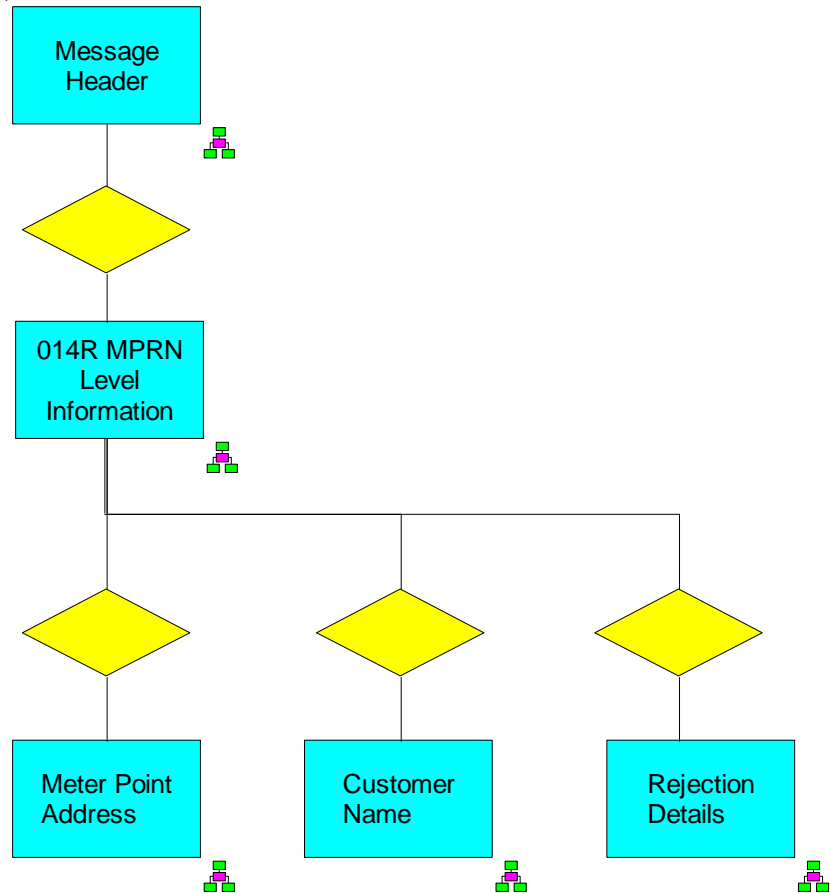 Message
Header
014R MPRN
Level
Information
Meter Point
Address
Customer
Name
Rejection
Details